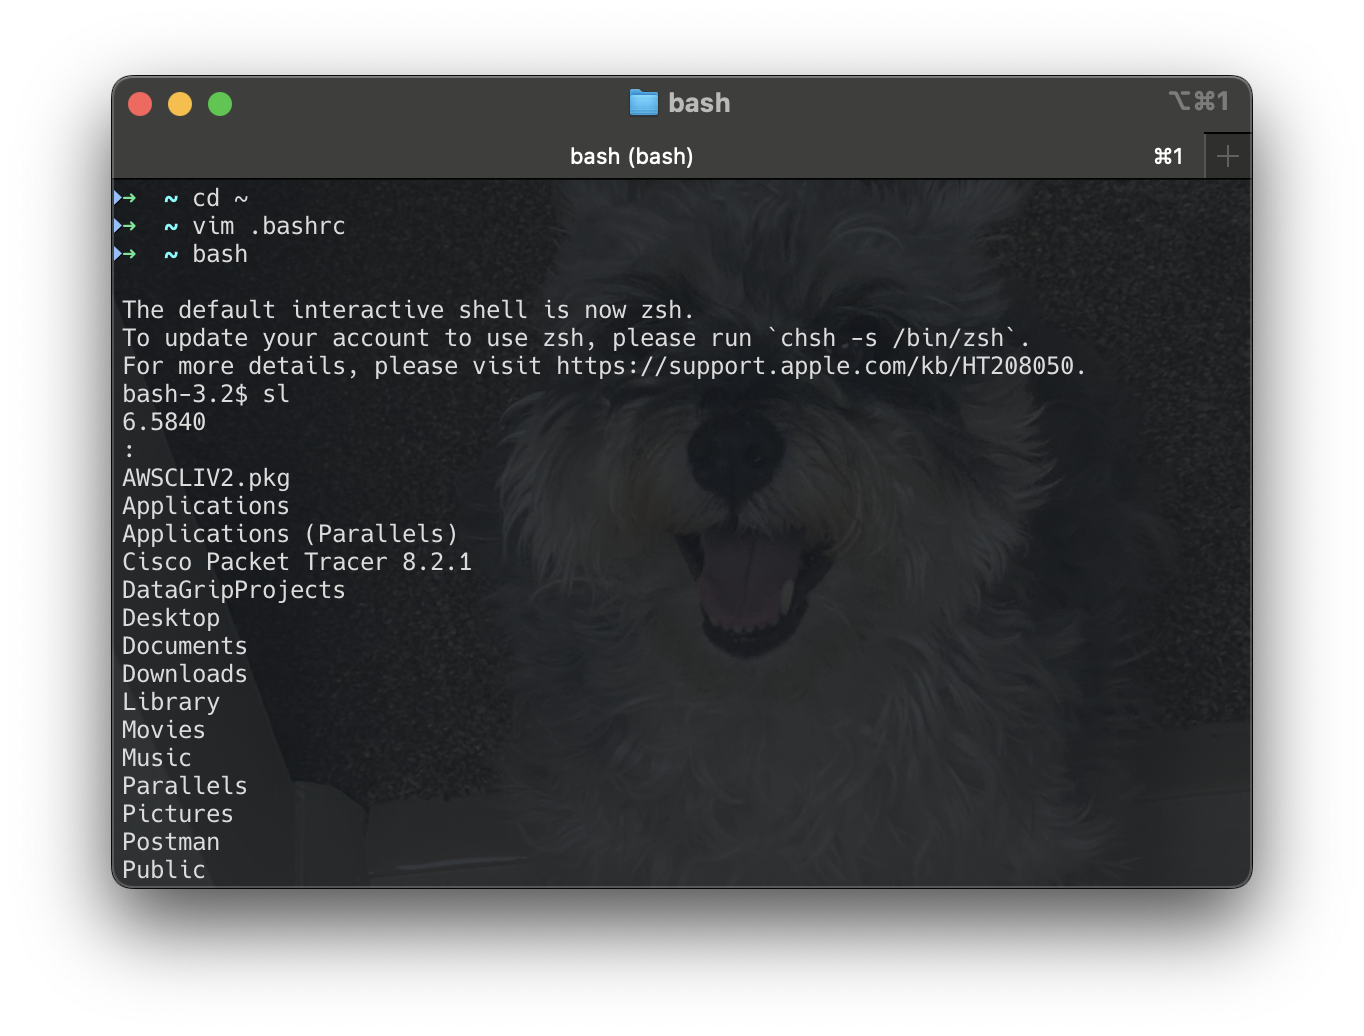 bash
⌥⌘1
bash (bash)
⌘1
→ ~ cd ~
→ ~ vim .bashrc
→ ~ bash
The default interactive shell is now zsh.
To update your account to use zsh, please run `chsh -s /bin/zsh`.
For more details, please visit https://support.apple.com/kb/HT208050.
bash-3.2$ sl
6.5840
:
AWSCLIV2.pkg
Applications
Applications (Parallels)
Cisco Packet Tracer 8.2.1
DataGripProjects
Desktop
Documents
Downloads
Library
Movies
Music
Parallels
Pictures
Postman
Public